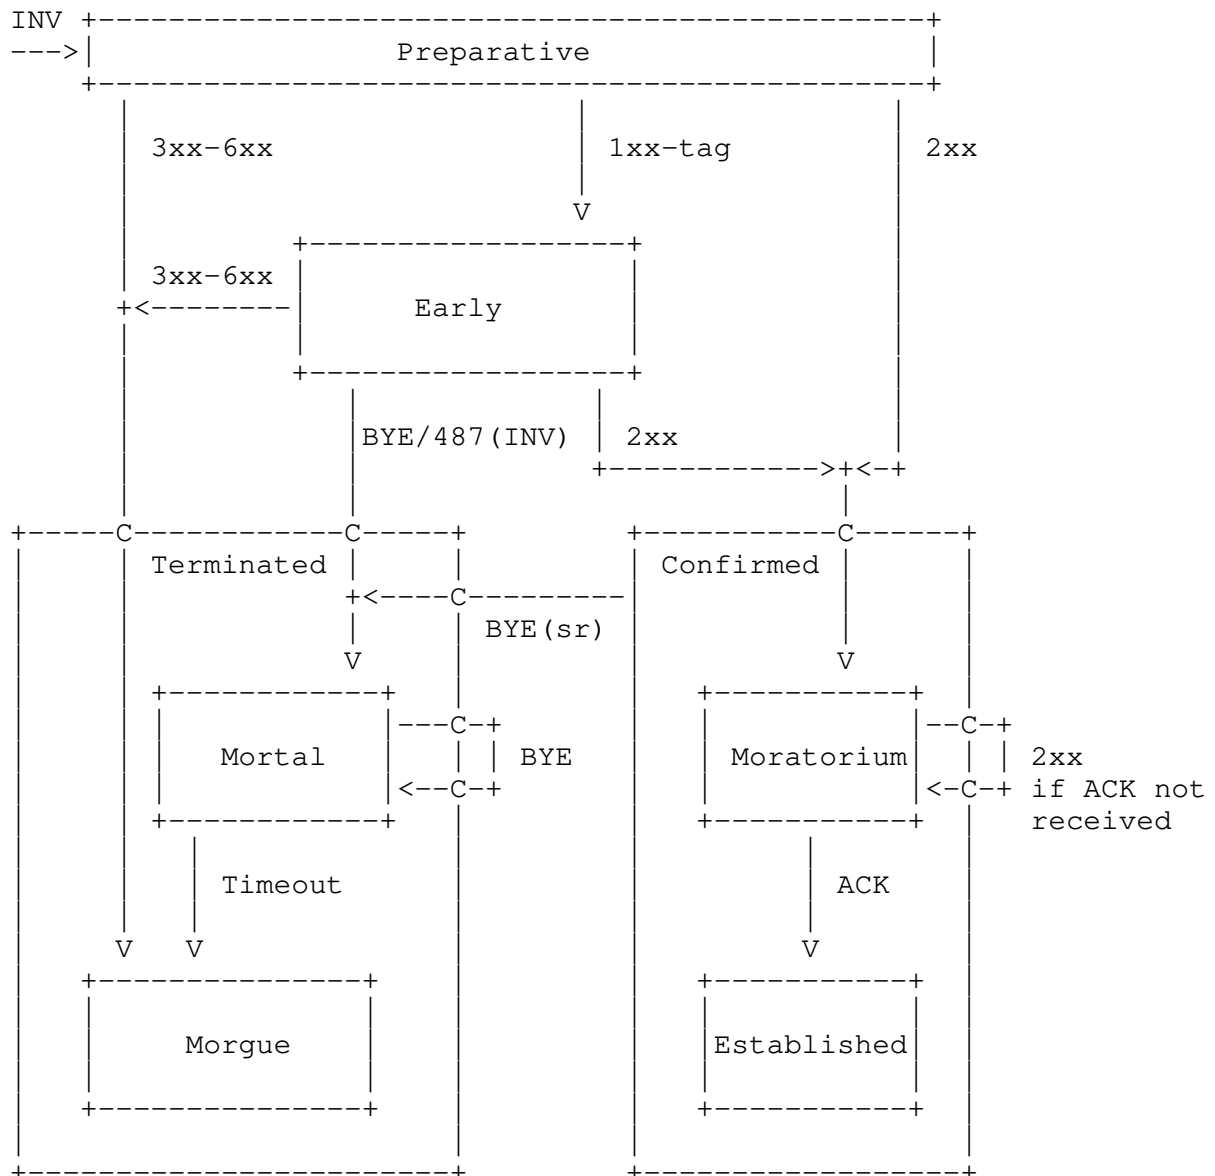 INV
Preparative
3xx-6xx 1xx-tag 2xx
V
3xx-6xx
Early
BYE/487(INV) 2xx
C C C
Terminated Confirmed
C
BYE(sr)
V V
C C
Mortal BYE Moratorium 2xx
C C if ACK not
received
Timeout ACK
V V V
Morgue Established